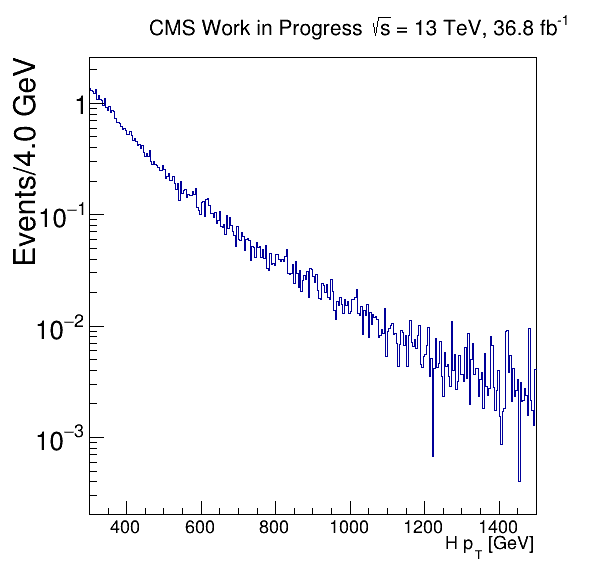 CMS Work in Progress √s = 13 TeV, 36.8 fb⁻¹
Events/4.0 GeV
1
10⁻¹
10⁻²
10⁻³
400 600 800 1000 1200 1400
H p_T [GeV]